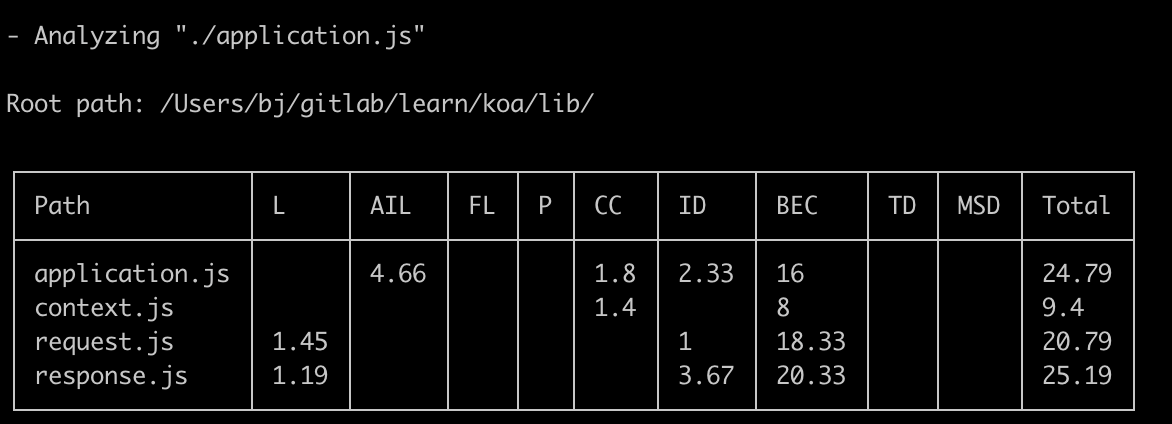 - Analyzing "./application.js"
Root path: /Users/bj/gitlab/learn/koa/lib/
Path L AIL FL P CC ID BEC TD MSD Total
application.js 4.66 1.8 2.33 16 24.79
context.js 1.4 8 9.4
request.js 1.45 1 18.33 20.79
response.js 1.19 3.67 20.33 25.19